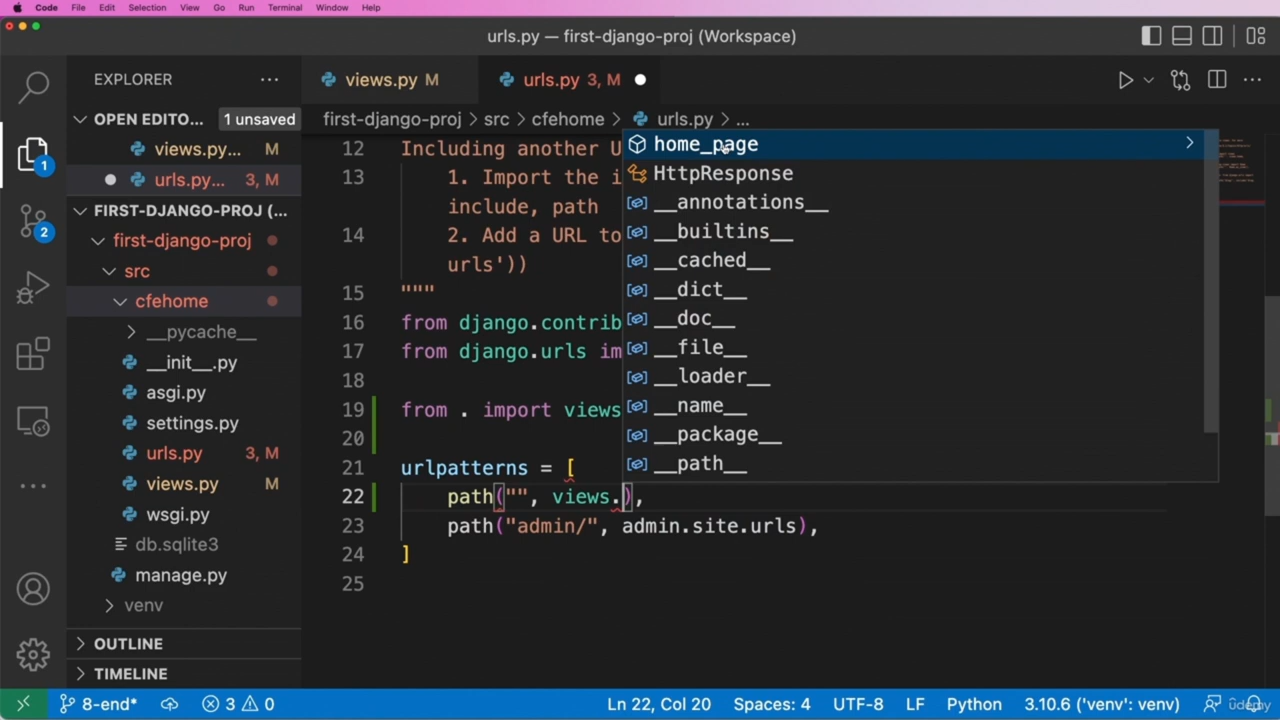 Code File Edit Selection View Go Run Terminal Window Help
urls.py — first-django-proj (Workspace)
EXPLORER ...
views.py M urls.py 3, M
OPEN EDITO... 1 unsaved
first-django-proj > src > cfehome > urls.py > ...
views.py... M
urls.py... 3, M
FIRST-DJANGO-PROJ (...
first-django-proj
src
cfehome
__pycache__
__init__.py
asgi.py
settings.py
urls.py 3, M
views.py M
wsgi.py
db.sqlite3
manage.py
venv
OUTLINE
TIMELINE
1
2
12 Including another U
13 1. Import the i
include, path
14 2. Add a URL to
urls'))
15 """
16 from django.contrib
17 from django.urls im
18
19 from . import views
20
21 urlpatterns = [
22 path("", views.),
23 path("admin/", admin.site.urls),
24 ]
25
home_page
HttpResponse
__annotations__
__builtins__
__cached__
__dict__
__doc__
__file__
__loader__
__name__
__package__
__path__
8-end* 3 0 Ln 22, Col 20 Spaces: 4 UTF-8 LF Python 3.10.6 ('venv': venv)
udemy